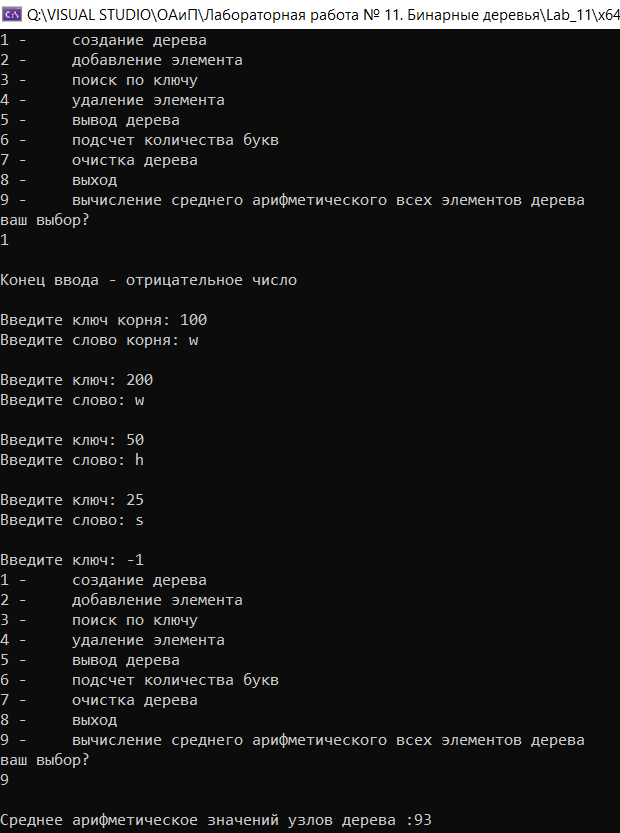 Q:\VISUAL STUDIO\ОАиП\Лабораторная работа № 11. Бинарные деревья\Lab_11\x64
1 -     создание дерева
2 -     добавление элемента
3 -     поиск по ключу
4 -     удаление элемента
5 -     вывод дерева
6 -     подсчет количества букв
7 -     очистка дерева
8 -     выход
9 -     вычисление среднего арифметического всех элементов дерева
ваш выбор?
1
Конец ввода - отрицательное число
Введите ключ корня: 100
Введите слово корня: w
Введите ключ: 200
Введите слово: w
Введите ключ: 50
Введите слово: h
Введите ключ: 25
Введите слово: s
Введите ключ: -1
1 -     создание дерева
2 -     добавление элемента
3 -     поиск по ключу
4 -     удаление элемента
5 -     вывод дерева
6 -     подсчет количества букв
7 -     очистка дерева
8 -     выход
9 -     вычисление среднего арифметического всех элементов дерева
ваш выбор?
9
Среднее арифметическое значений узлов дерева :93